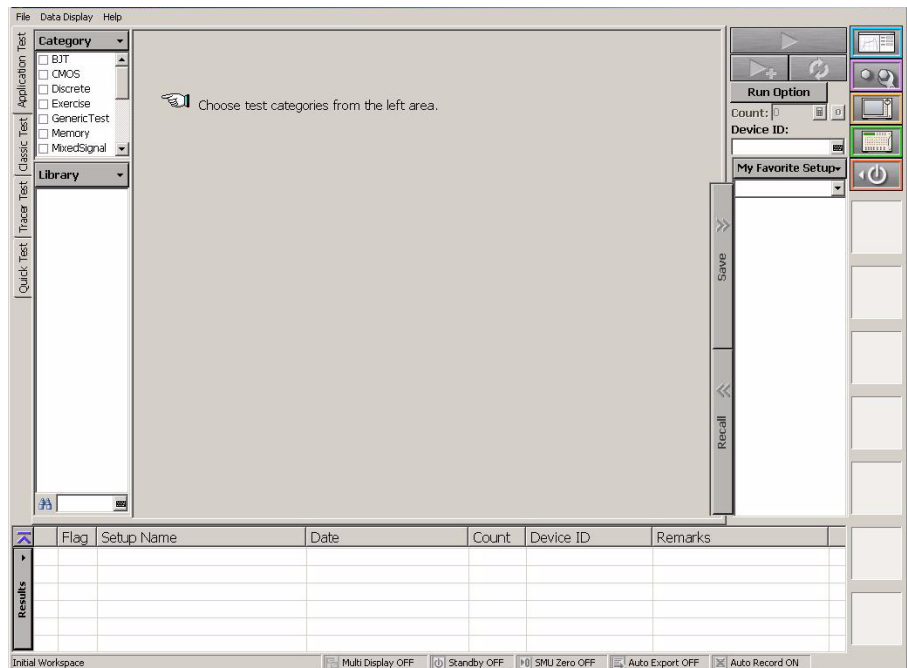 File Data Display Help
Application Test
Classic Test
Tracer Test
Quick Test
Category
BJT
CMOS
Discrete
Exercise
GenericTest
Memory
MixedSignal
Library
Choose test categories from the left area.
Run Option
Count: 0
0
Device ID:
My Favorite Setup
Save
Recall
Results
Flag Setup Name Date Count Device ID Remarks
Initial Workspace Multi Display OFF Standby OFF SMU Zero OFF Auto Export OFF Auto Record ON